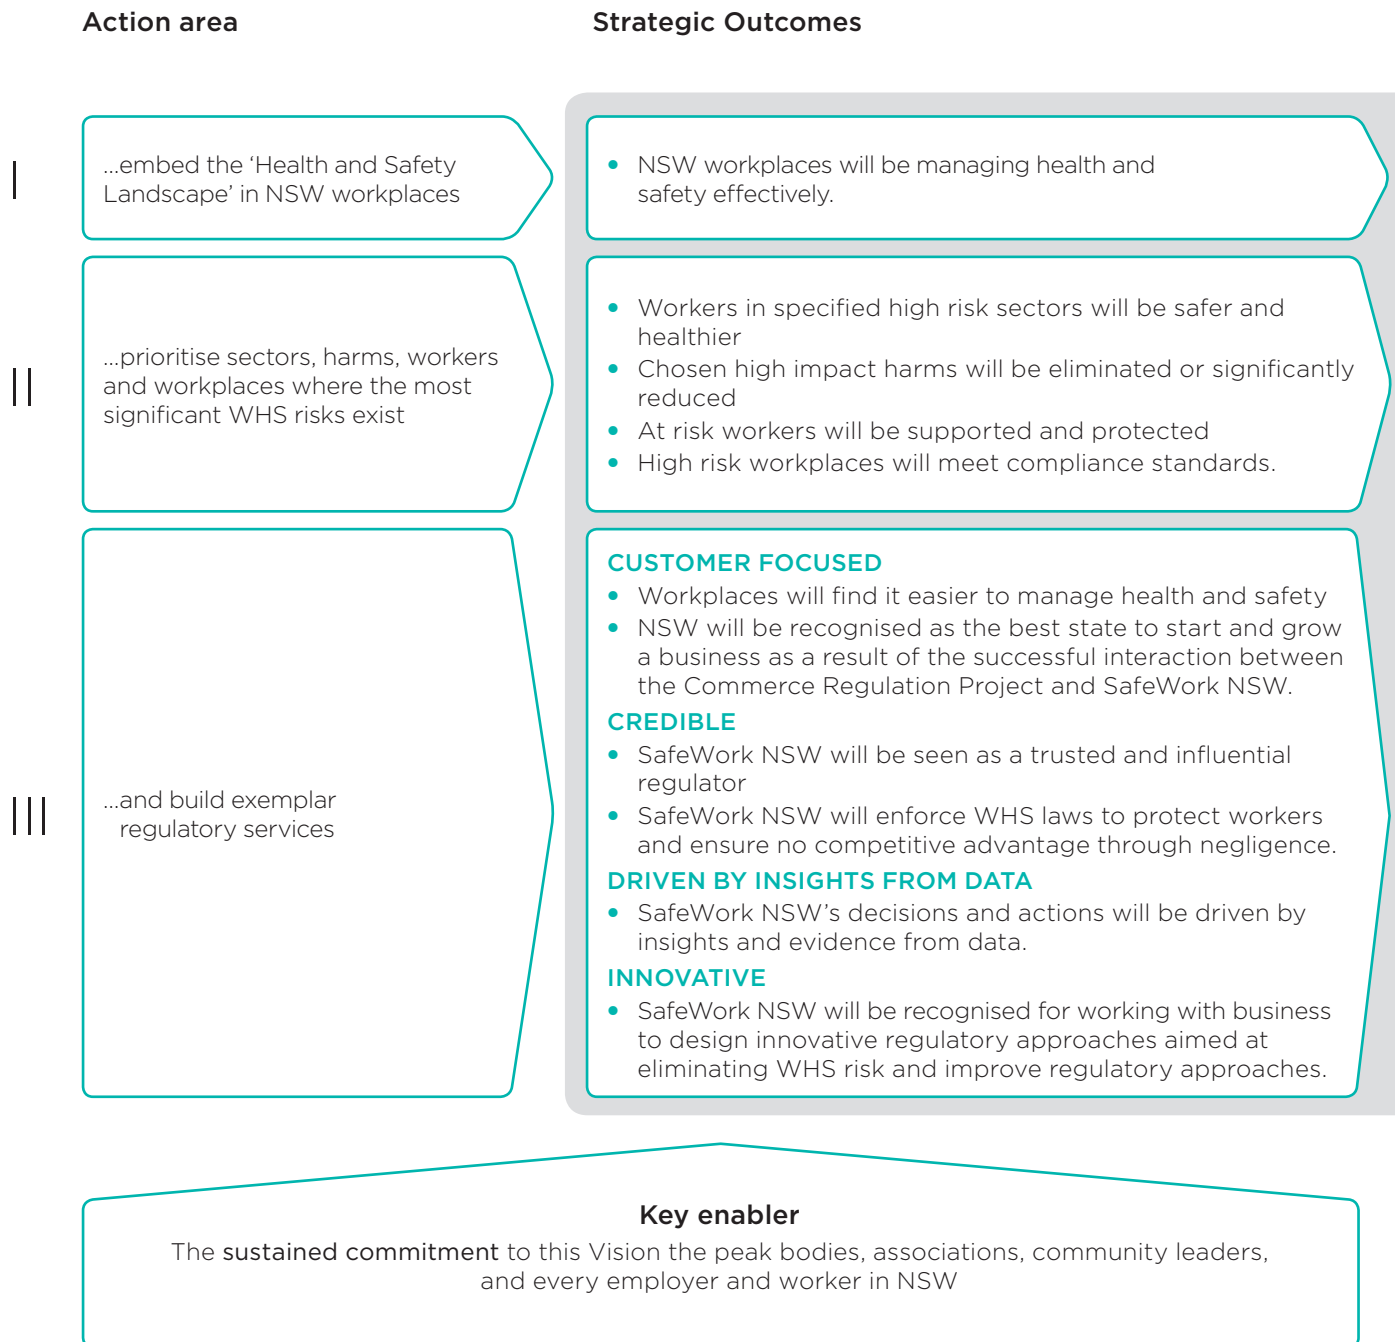 Action area
Strategic Outcomes
I
...embed the ‘Health and Safety
Landscape’ in NSW workplaces
• NSW workplaces will be managing health and
safety effectively.
II
...prioritise sectors, harms, workers
and workplaces where the most
significant WHS risks exist
• Workers in specified high risk sectors will be safer and
healthier
• Chosen high impact harms will be eliminated or significantly
reduced
• At risk workers will be supported and protected
• High risk workplaces will meet compliance standards.
III
...and build exemplar
regulatory services
CUSTOMER FOCUSED
• Workplaces will find it easier to manage health and safety
• NSW will be recognised as the best state to start and grow
a business as a result of the successful interaction between
the Commerce Regulation Project and SafeWork NSW.
CREDIBLE
• SafeWork NSW will be seen as a trusted and influential
regulator
• SafeWork NSW will enforce WHS laws to protect workers
and ensure no competitive advantage through negligence.
DRIVEN BY INSIGHTS FROM DATA
• SafeWork NSW’s decisions and actions will be driven by
insights and evidence from data.
INNOVATIVE
• SafeWork NSW will be recognised for working with business
to design innovative regulatory approaches aimed at
eliminating WHS risk and improve regulatory approaches.
Key enabler
The sustained commitment to this Vision the peak bodies, associations, community leaders,
and every employer and worker in NSW